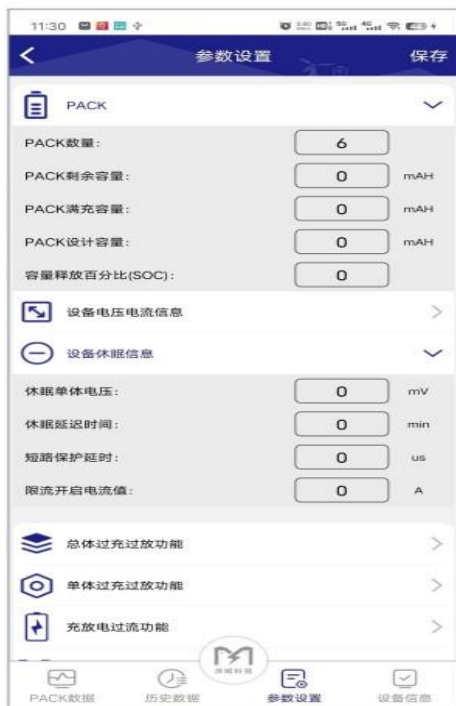 11:30
参数设置
保存
PACK
PACK数量: 6
PACK剩余容量: 0 mAH
PACK满充容量: 0 mAH
PACK设计容量: 0 mAH
容量释放百分比(SOC): 0
设备电压电流信息
设备休眠信息
休眠单体电压: 0 mV
休眠延迟时间: 0 min
短路保护延时: 0 us
限流开启电流值: 0 A
总体过充过放功能
单体过充过放功能
充放电过流功能
PACK数据
历史数据
参数设置
设备信息